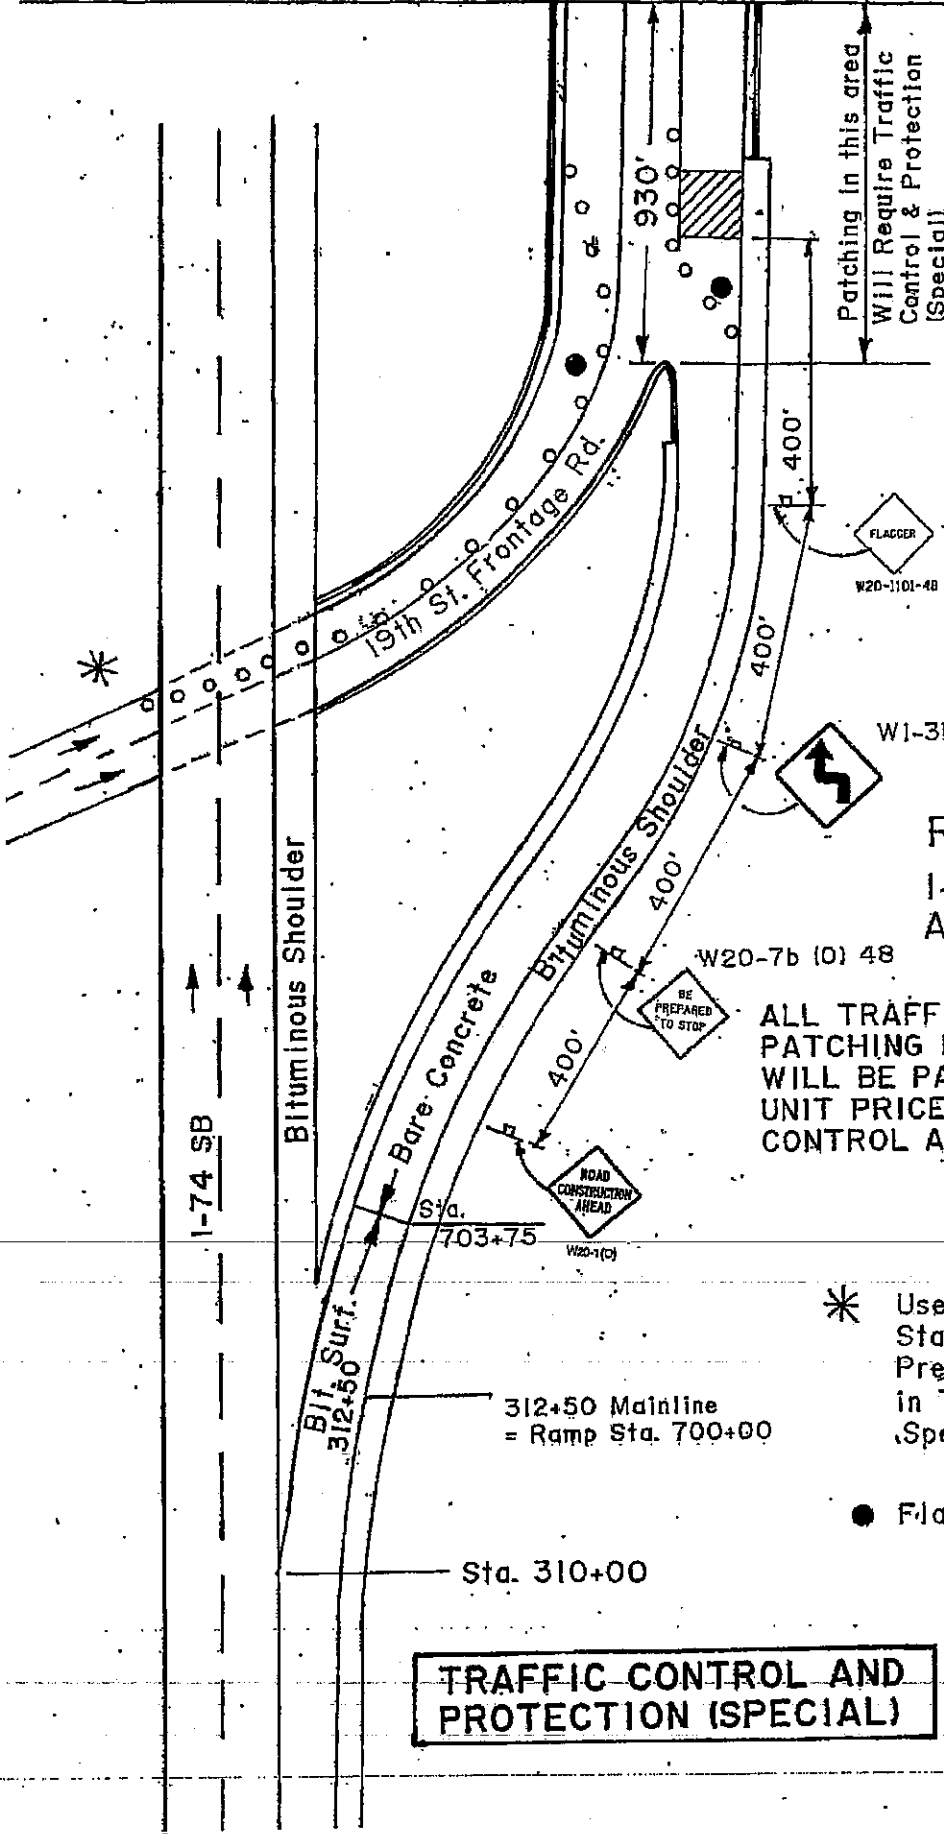 Patching in this area
Will Require Traffic
Control & Protection
(Special)
930'
400'
FLAGGER
W20-1101-48
19th St. Frontage Rd.
400'
W1-31
Bituminous Shoulder
400'
W20-7b (0) 48
BE
PREPARED
TO STOP
ALL TRAFF
PATCHING
WILL BE PA
UNIT PRICE
CONTROL A
400'
ROAD
CONSTRUCTION
AHEAD
W20-1(0)
Bituminous Shoulder
I-74 SB
Bare Concrete
Sta.
703+75
Bit. Surf.
312+50
312+50 Mainline
= Ramp Sta. 700+00
Use
Sta
Pre
in
Spe
Fla
Sta. 310+00
TRAFFIC CONTROL AND
PROTECTION (SPECIAL)